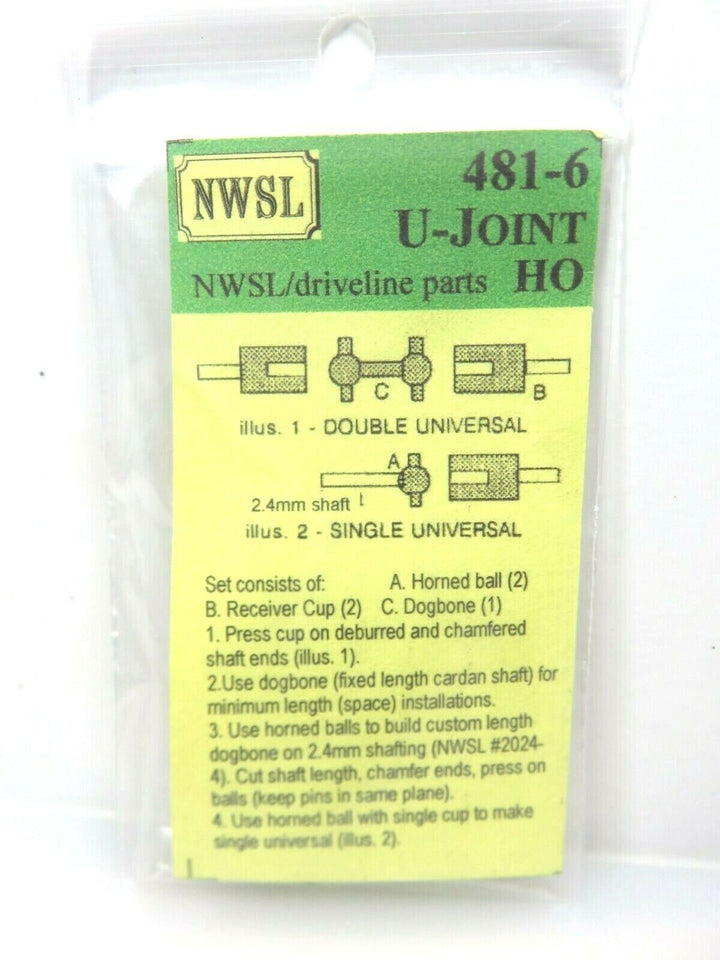 NWSL
481-6
U-JOINT
NWSL/driveline parts HO
C
B
illus. 1 - DOUBLE UNIVERSAL
A
2.4mm shaft
illus. 2 - SINGLE UNIVERSAL
Set consists of: A. Horned ball (2)
B. Receiver Cup (2) C. Dogbone (1)
1. Press cup on deburred and chamfered
shaft ends (illus. 1).
2.Use dogbone (fixed length cardan shaft) for
minimum length (space) installations.
3. Use horned balls to build custom length
dogbone on 2.4mm shafting (NWSL #2024-
4). Cut shaft length, chamfer ends, press on
balls (keep pins in same plane).
4. Use horned ball with single cup to make
single universal (illus. 2).